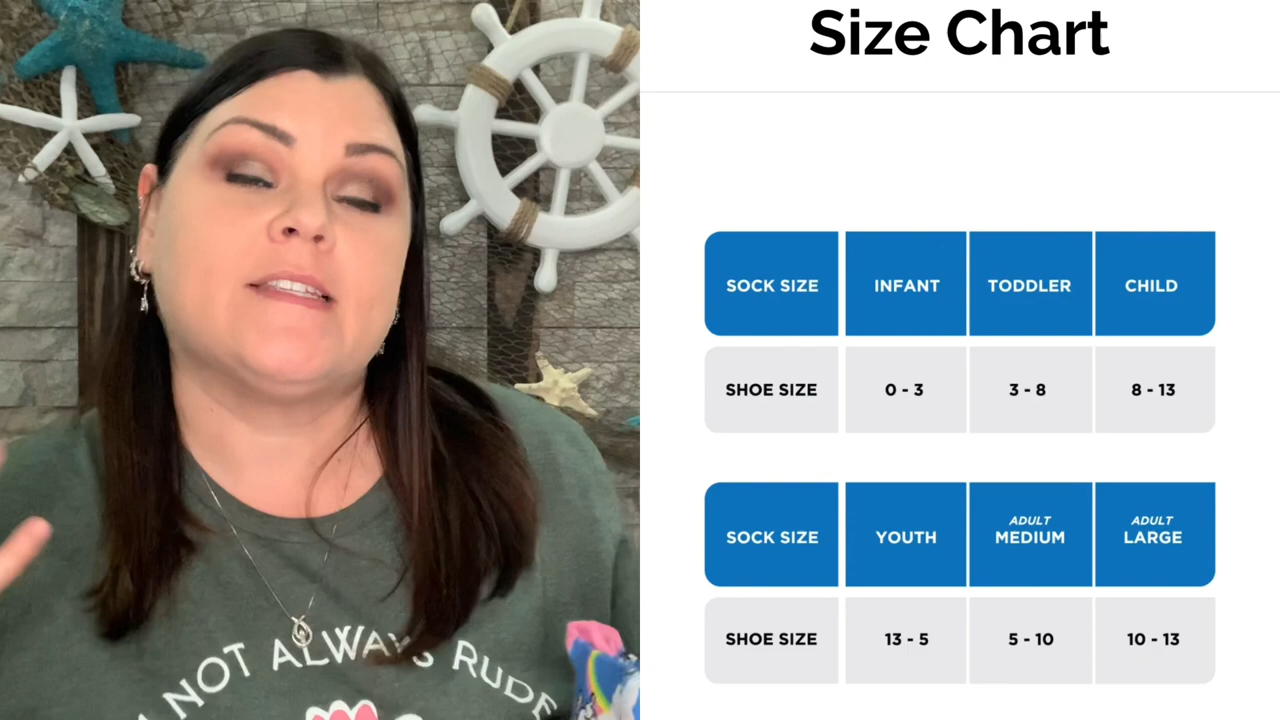 Size Chart
SOCK SIZE INFANT TODDLER CHILD
SHOE SIZE 0 - 3 3 - 8 8 - 13
SOCK SIZE YOUTH ADULT MEDIUM ADULT LARGE
SHOE SIZE 13 - 5 5 - 10 10 - 13
NOT ALWAYS RUDE